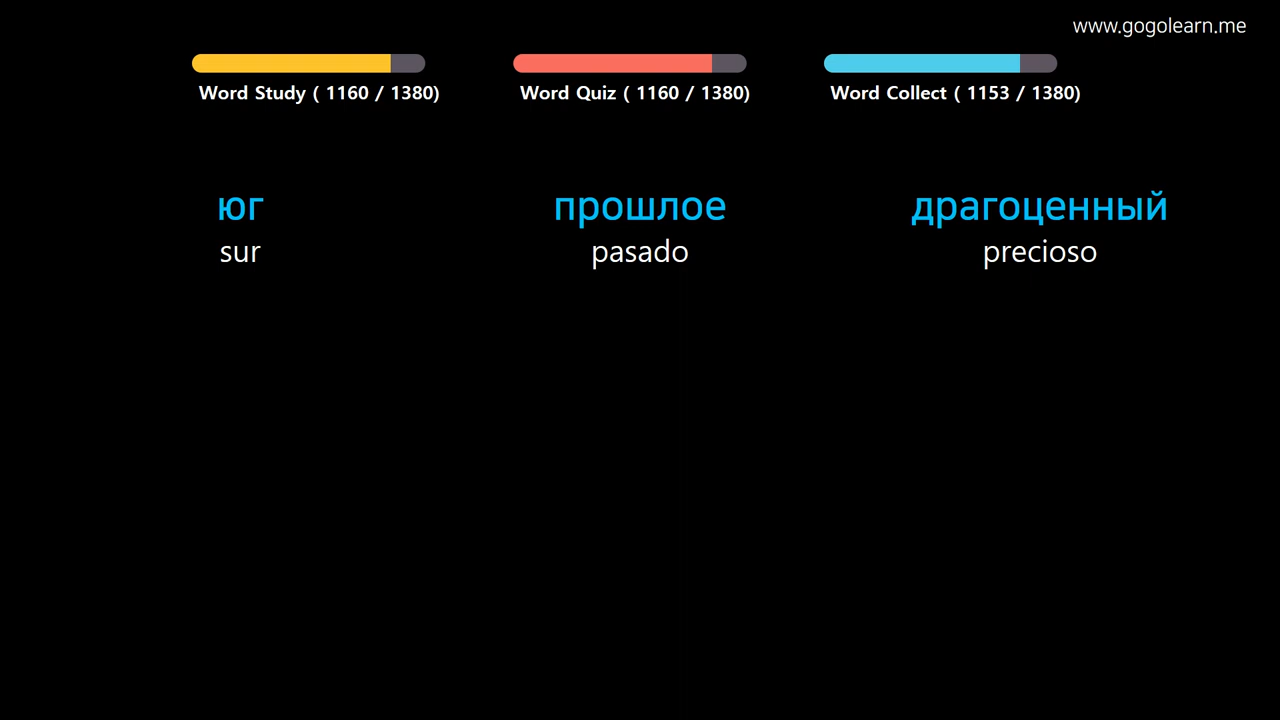 www.gogolearn.me
Word Study ( 1160 / 1380)
Word Quiz ( 1160 / 1380)
Word Collect ( 1153 / 1380)
юг
sur
прошлое
pasado
драгоценный
precioso